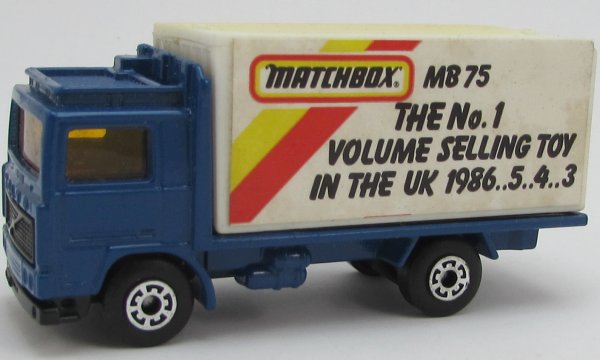 MATCHBOX MB 75
THE No. 1
VOLUME SELLING TOY
IN THE UK 1986..5..4..3